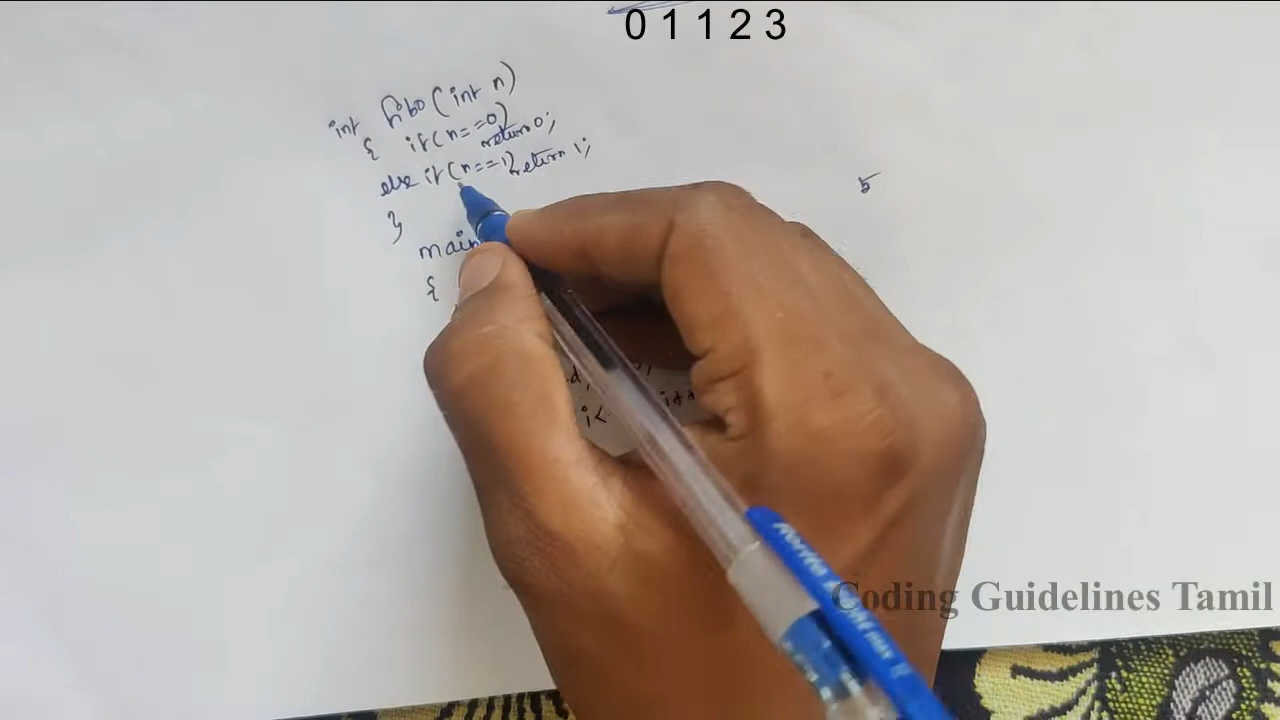 0 1 1 2 3
int fibo (int n)
{ if (n==0)
return 0;
else if (n==1) return 1;
}
main
{
i<
5
Coding Guidelines Tamil